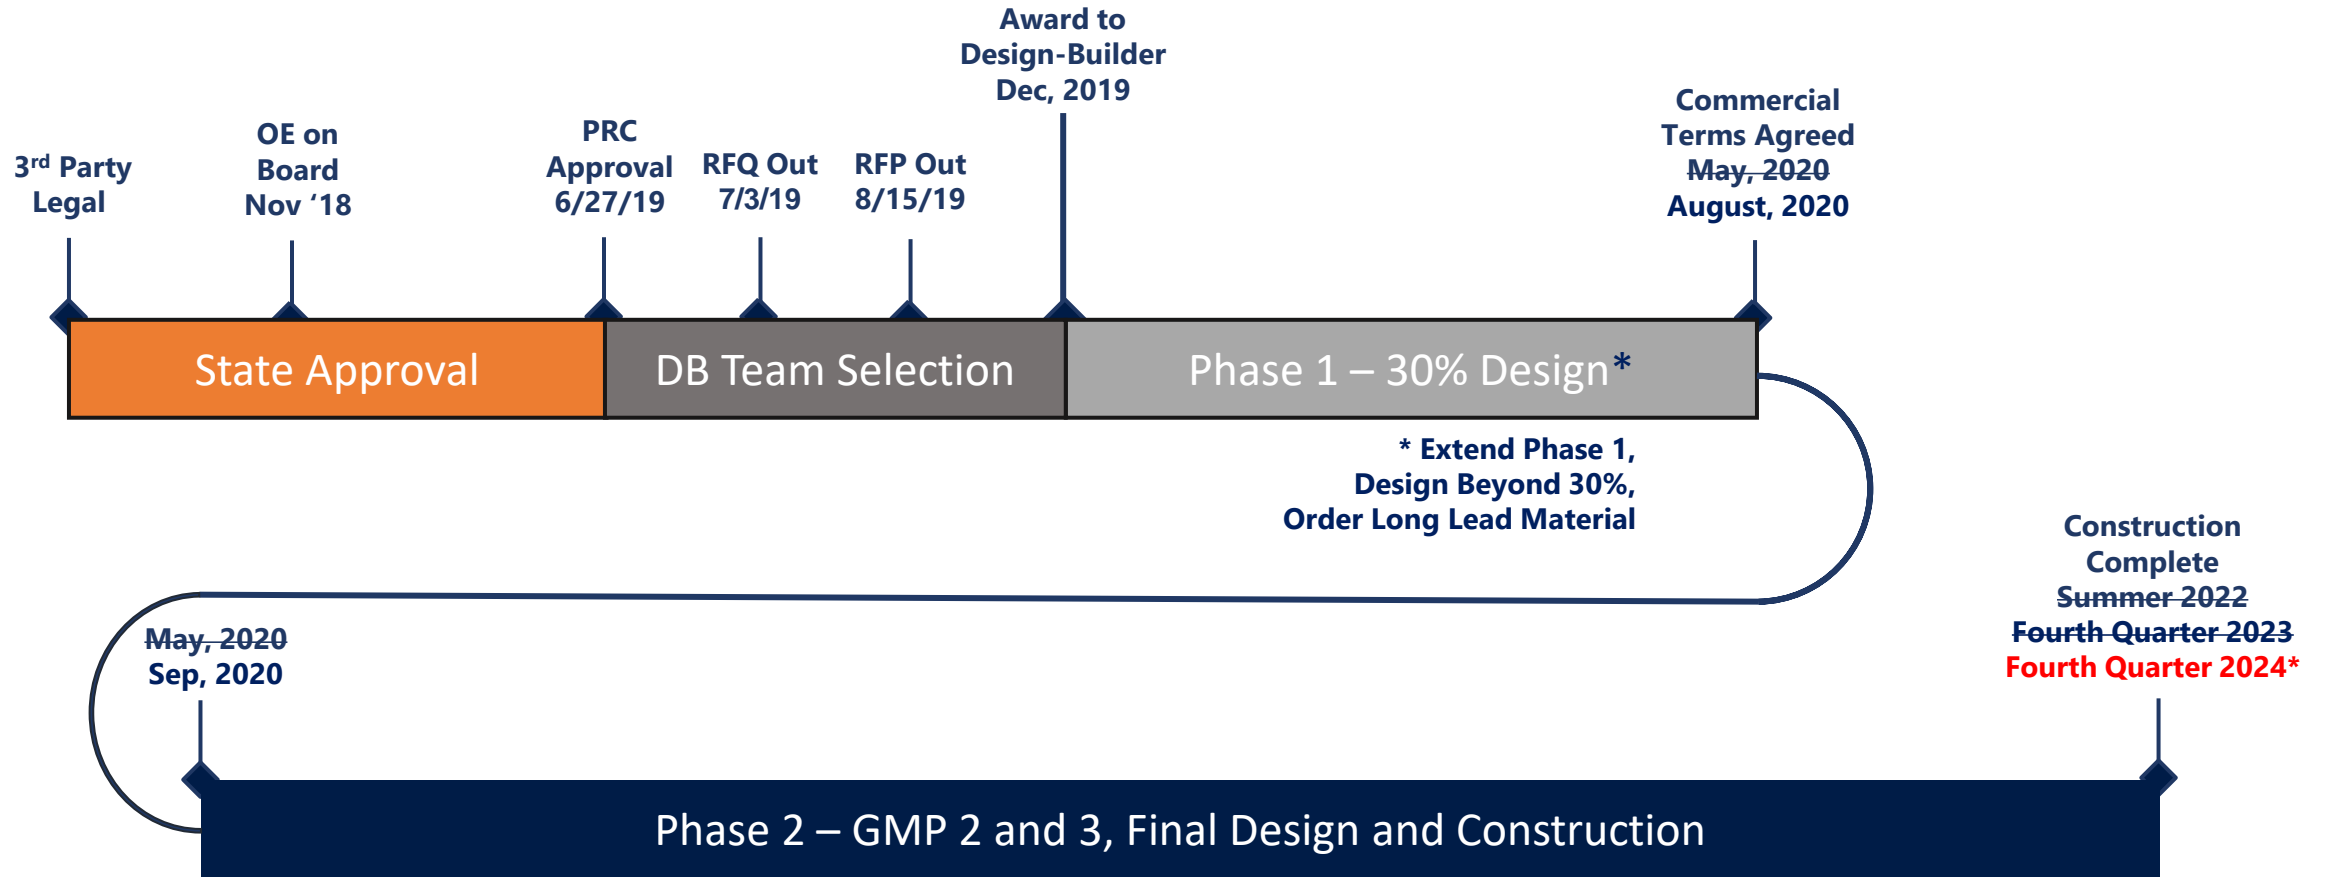 3rd Party
Legal
OE on
Board
Nov ‘18
PRC
Approval
6/27/19
RFQ Out
7/3/19
RFP Out
8/15/19
Award to
Design-Builder
Dec, 2019
Commercial
Terms Agreed
May, 2020
August, 2020
State Approval
DB Team Selection
Phase 1 – 30% Design*
* Extend Phase 1,
Design Beyond 30%,
Order Long Lead Material
May, 2020
Sep, 2020
Construction
Complete
Summer 2022
Fourth Quarter 2023
Fourth Quarter 2024*
Phase 2 – GMP 2 and 3, Final Design and Construction